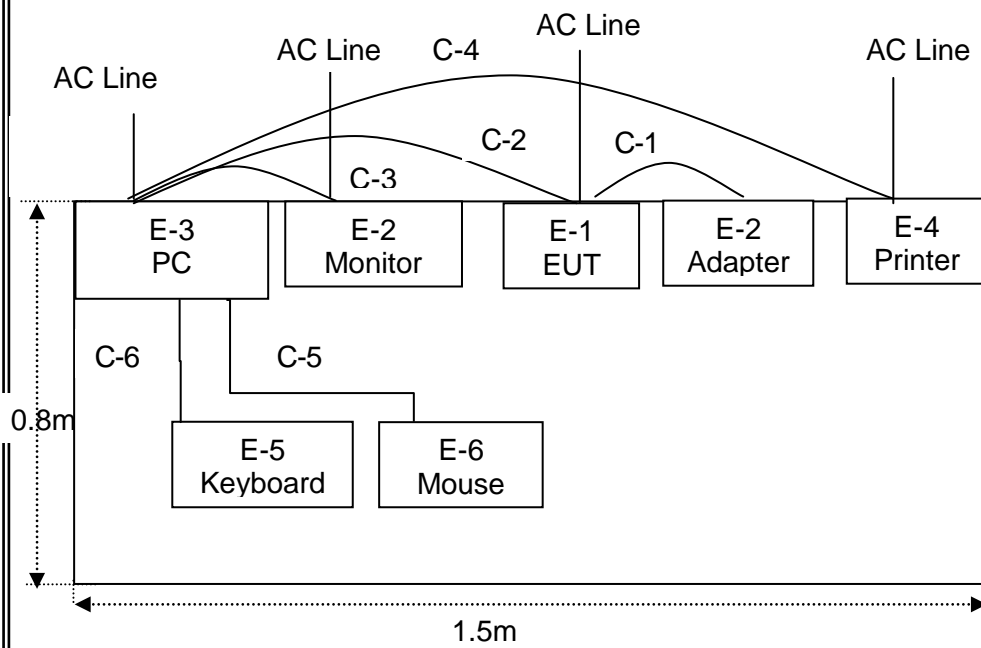 AC Line
AC Line
C-4
AC Line
AC Line
C-2
C-1
C-3
E-3
PC
E-2
Monitor
E-1
EUT
E-2
Adapter
E-4
Printer
C-6
C-5
0.8m
E-5
Keyboard
E-6
Mouse
1.5m